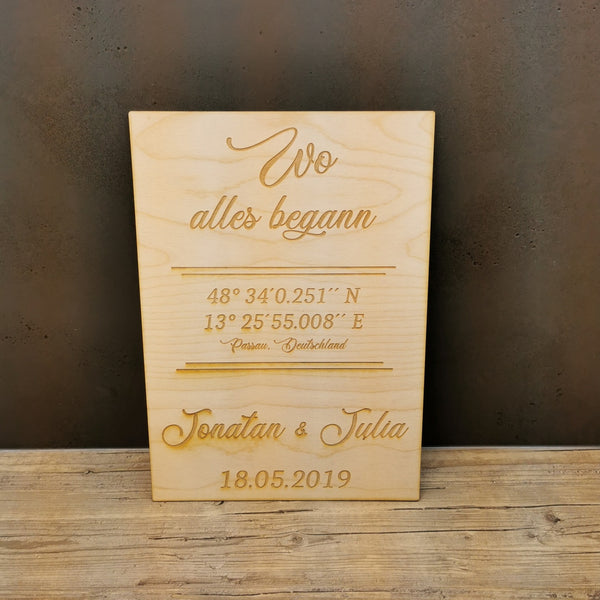 Wo
alles begann
48° 34´0.251´´ N
13° 25´55.008´´ E
Passau, Deutschland
Jonatan & Julia
18.05.2019